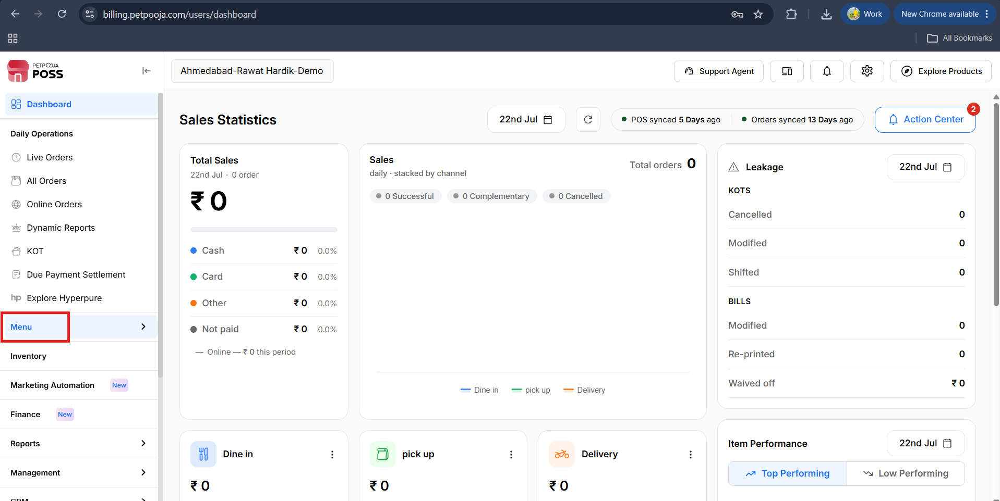 billing.petpooja.com/users/dashboard
Work
New Chrome available
All Bookmarks
PETPOOJA
POSS
Ahmedabad-Rawat Hardik-Demo
Support Agent
Explore Products
Dashboard
Daily Operations
Live Orders
All Orders
Online Orders
Dynamic Reports
KOT
Due Payment Settlement
hp Explore Hyperpure
Menu
Inventory
Marketing Automation New
Finance New
Reports
Management
CRM
Sales Statistics
22nd Jul
POS synced 5 Days ago
Orders synced 13 Days ago
Action Center
2
Total Sales
22nd Jul · 0 order
₹ 0
Cash ₹ 0 0.0%
Card ₹ 0 0.0%
Other ₹ 0 0.0%
Not paid ₹ 0 0.0%
— Online — ₹ 0 this period
Sales
daily · stacked by channel
Total orders 0
0 Successful
0 Complementary
0 Cancelled
Dine in
pick up
Delivery
Leakage
22nd Jul
KOTS
Cancelled 0
Modified 0
Shifted 0
BILLS
Modified 0
Re-printed 0
Waived off ₹ 0
Dine in
₹ 0
pick up
₹ 0
Delivery
₹ 0
Item Performance
22nd Jul
Top Performing
Low Performing